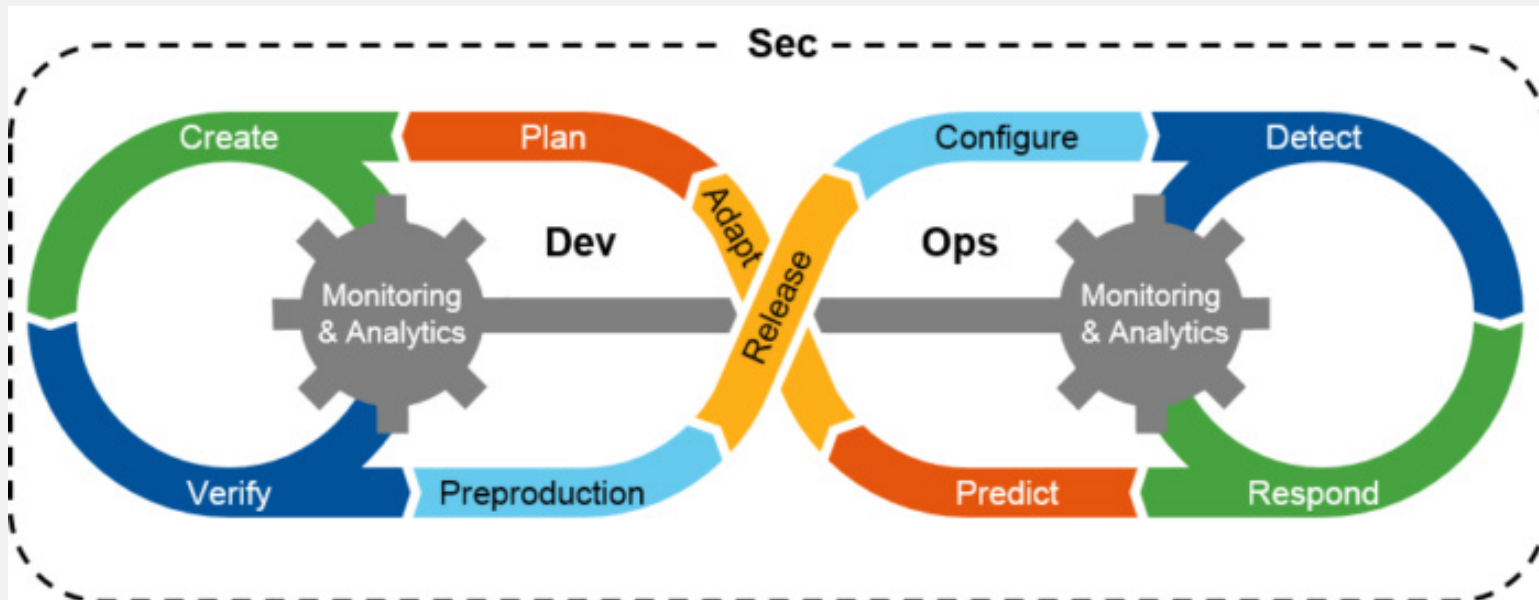 Sec
Create
Plan
Configure
Detect
Adapt
Dev
Ops
Release
Monitoring
& Analytics
Monitoring
& Analytics
Verify
Preproduction
Predict
Respond